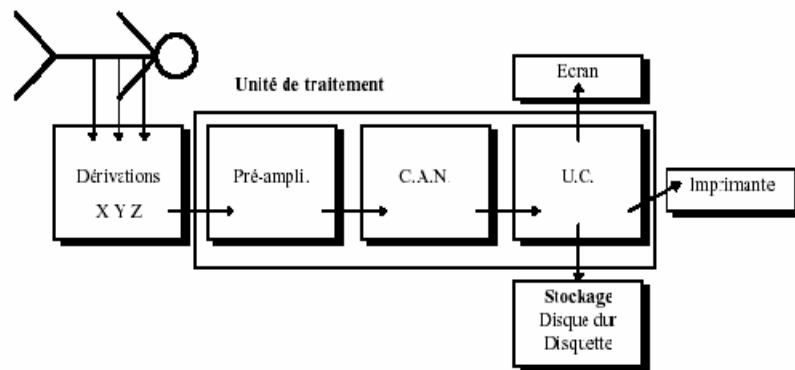 Unité de traitement
Ecran
Dérivations
X Y Z
Pré-ampli.
C.A.N.
U.C.
Imprimante
Stockage
Disque dur
Disquette